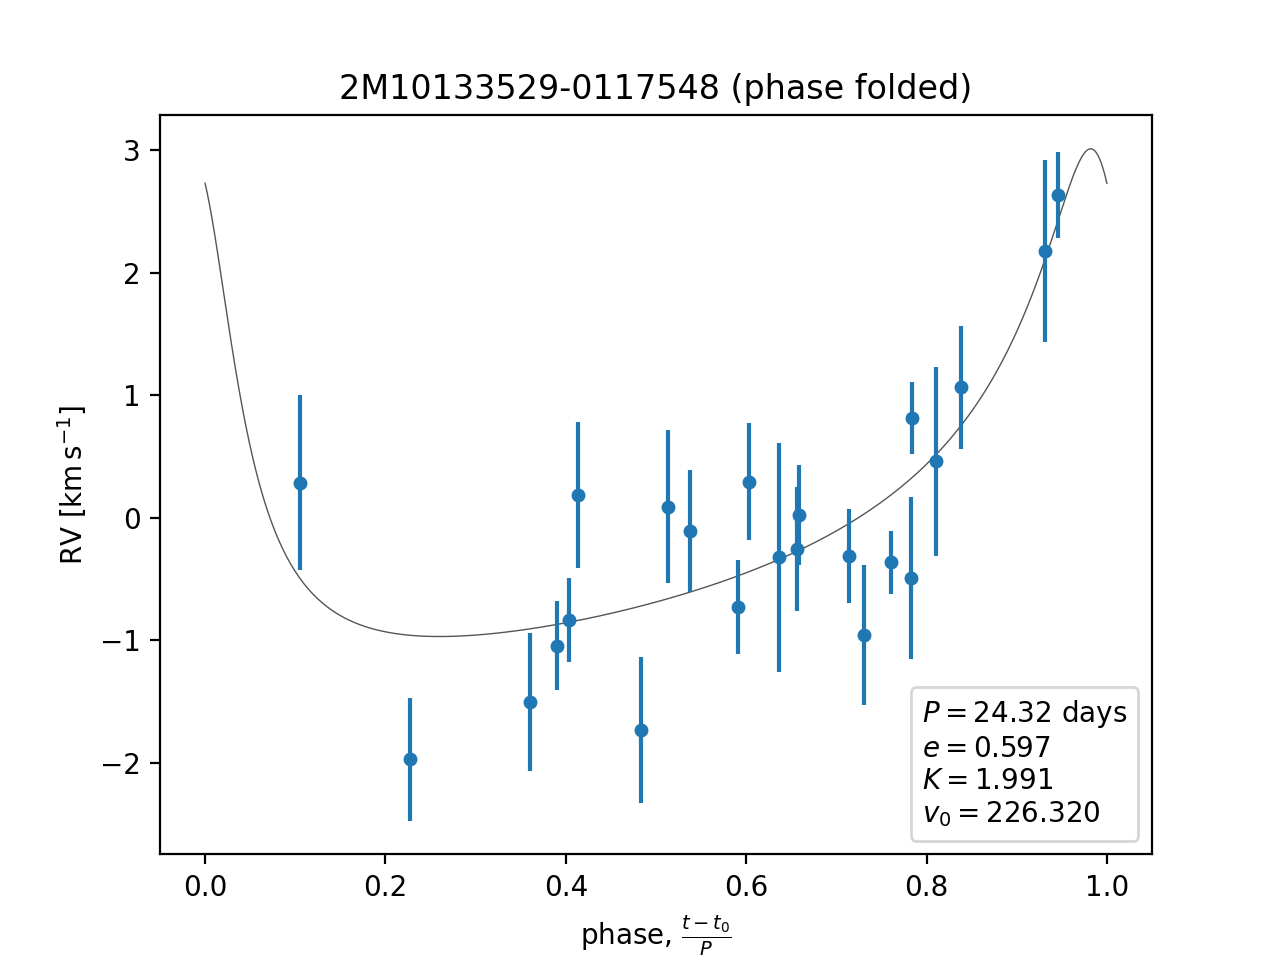 2M10133529-0117548 (phase folded)
3
2
1
0
−1
−2
RV [km s⁻¹]
P = 24.32 days
e = 0.597
K = 1.991
v₀ = 226.320
0.0 0.2 0.4 0.6 0.8 1.0
phase, (t − t₀)/P